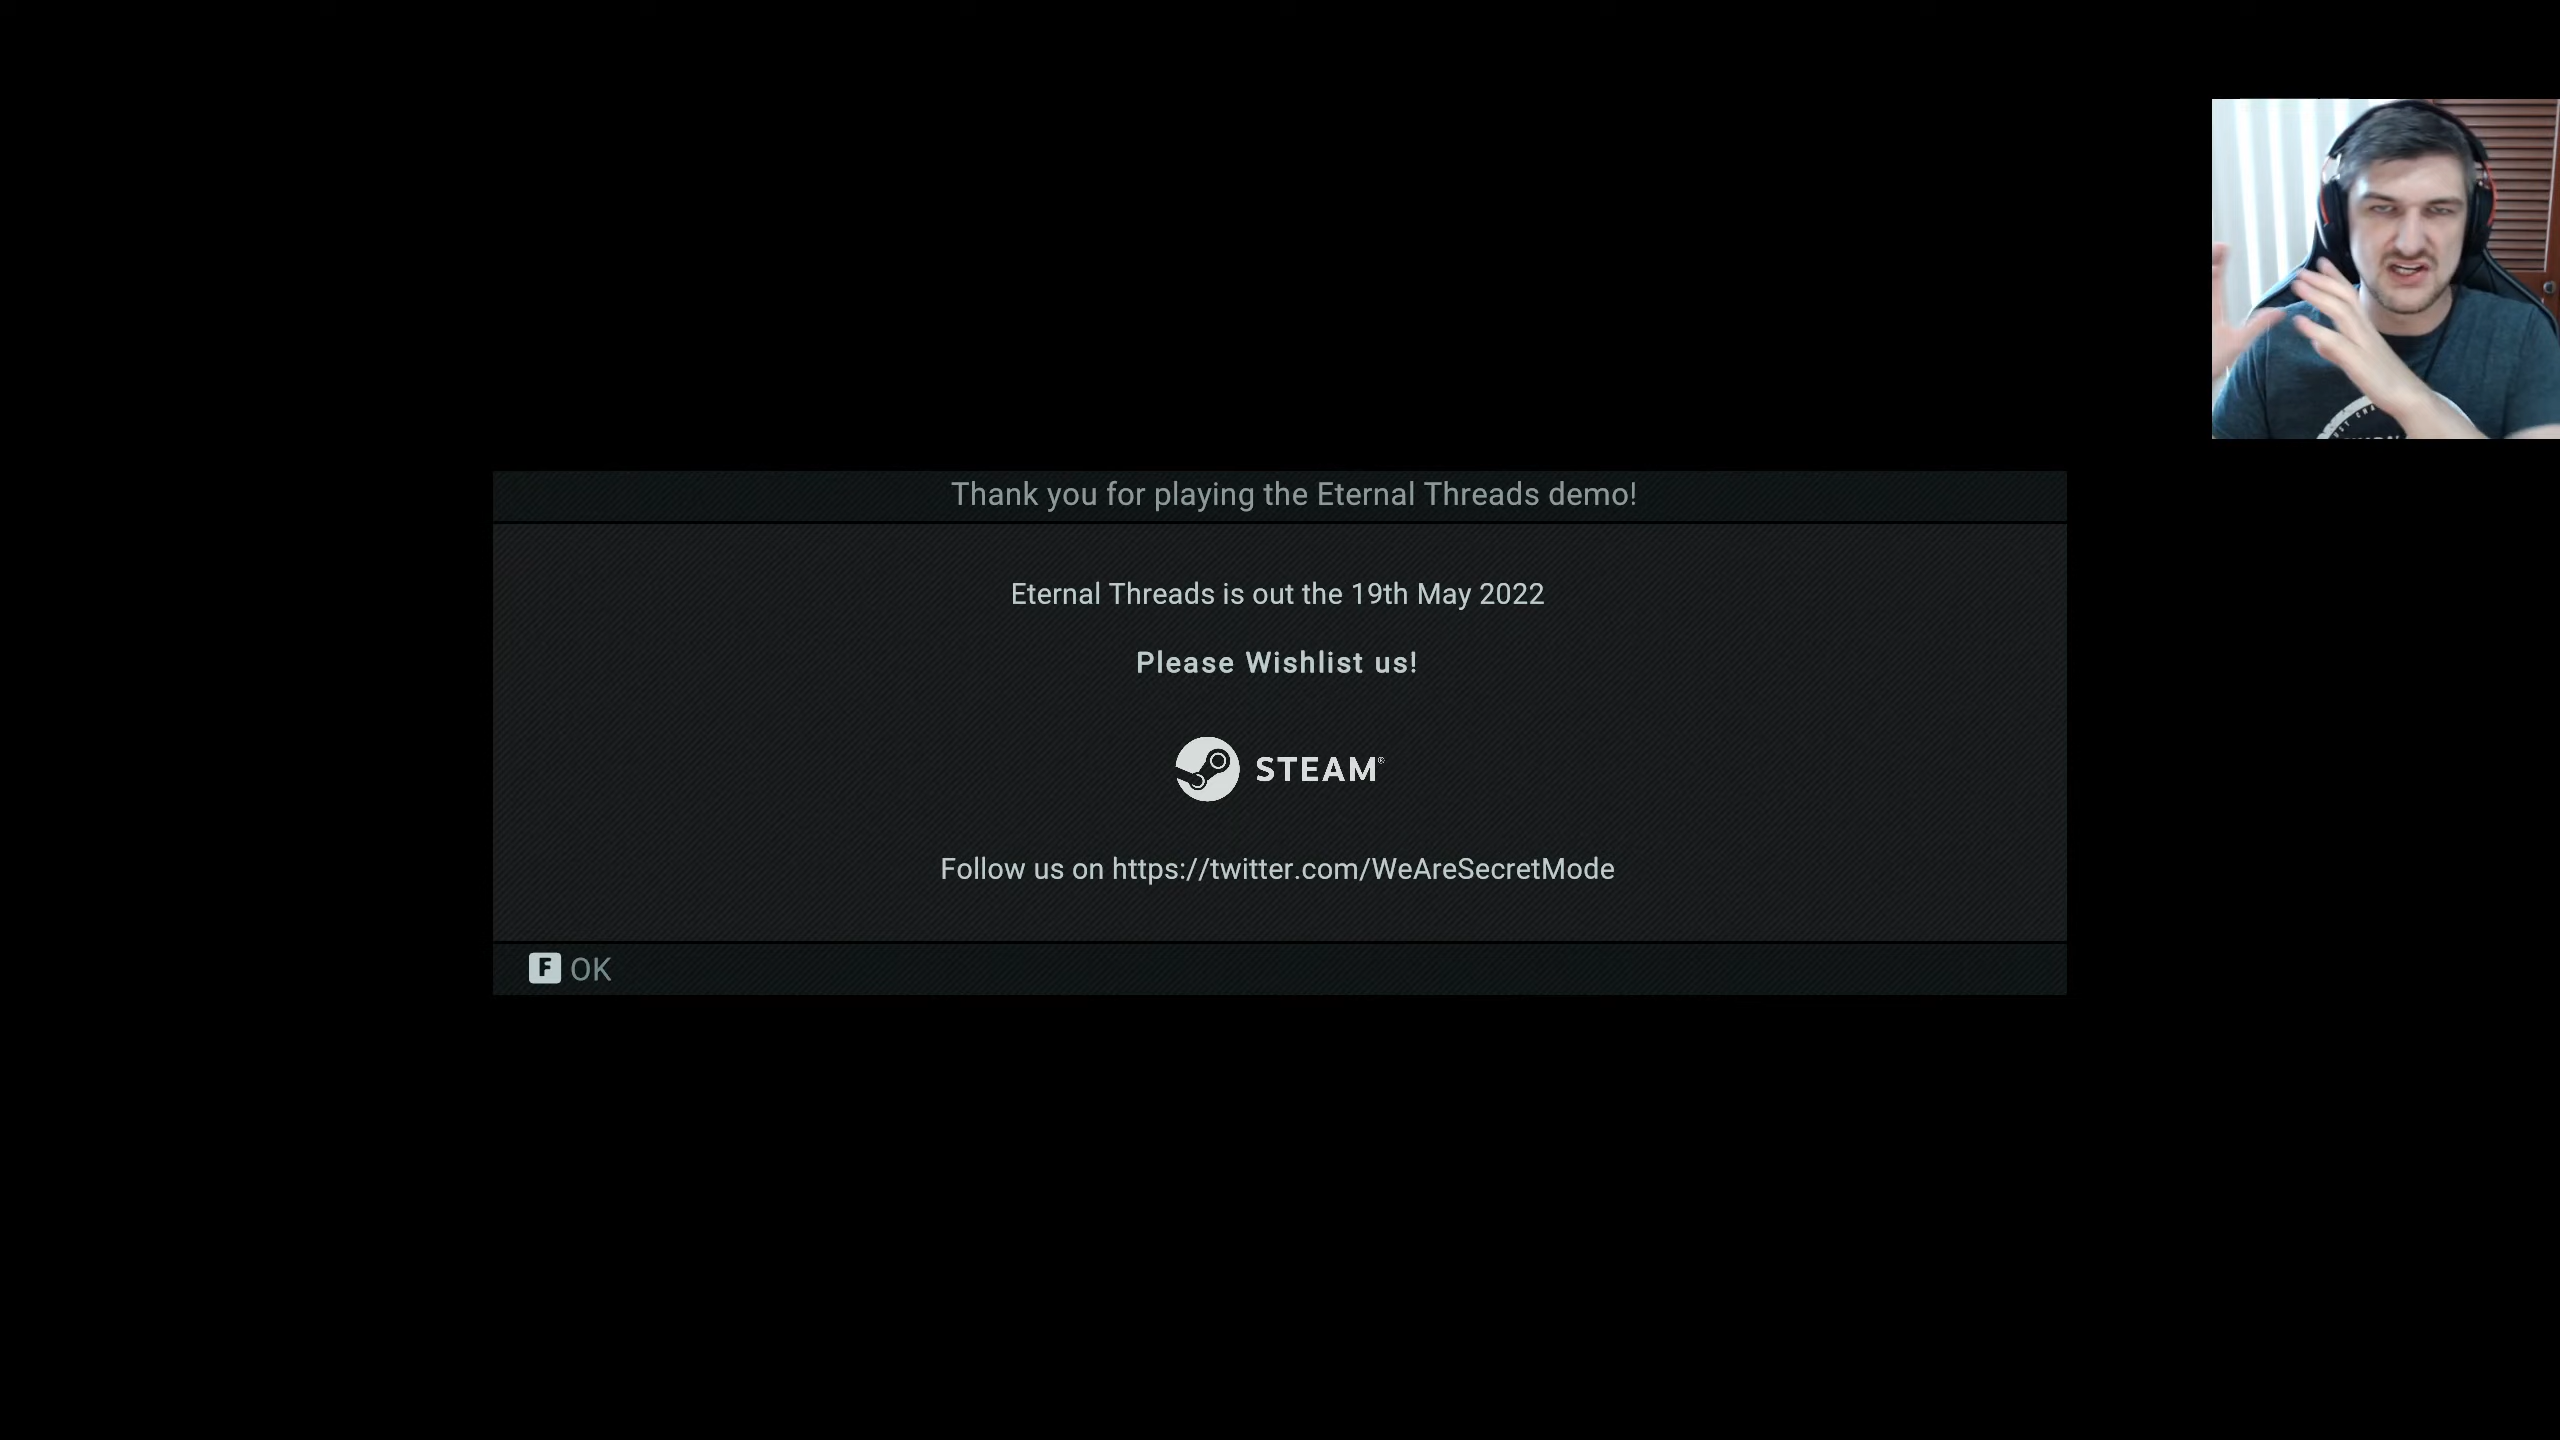 Thank you for playing the Eternal Threads demo!
Eternal Threads is out the 19th May 2022
Please Wishlist us!
STEAM®
Follow us on https://twitter.com/WeAreSecretMode
F OK